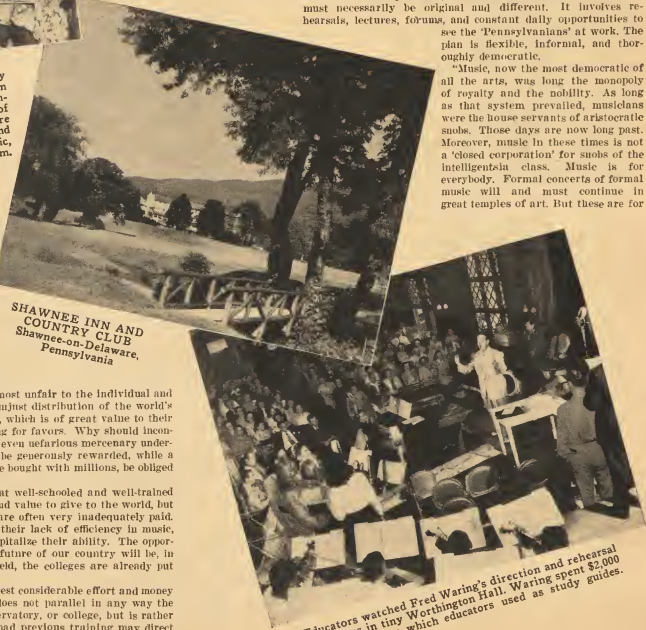 must necessarily be original and different. It involves re-
hearsals, lectures, forums, and constant daily opportunities to
see the 'Pennsylvanians' at work. The
plan is flexible, informal, and thor-
oughly democratic.
"Music, now the most democratic of
all the arts, was long the monopoly
of royalty and the nobility. As long
as that system prevailed, musicians
were the house servants of aristocratic
snobs. Those days are now long past.
Moreover, music in these times is not
a 'closed corporation' for snobs of the
intelligentsia class. Music is for
everybody. Formal concerts of formal
music will and must continue in
great temples of art. But these are for
SHAWNEE INN AND
COUNTRY CLUB
Shawnee-on-Delaware,
Pennsylvania
most unfair to the individual and
unjust distribution of the world's
, which is of great value to their
g for favors. Why should incon-
even nefarious mercenary under-
be generously rewarded, while a
e bought with millions, be obliged
at well-schooled and well-trained
nd value to give to the world, but
are often very inadequately paid.
their lack of efficiency in music,
pitalize their ability. The oppor-
future of our country will be, in
eld, the colleges are already put
est considerable effort and money
does not parallel in any way the
ervatory, or college, but is rather
had previous training may direct
Educators watched Fred Waring's direction and rehearsal
in tiny Worthington Hall. Waring spent $2,000
which educators used as study guides.